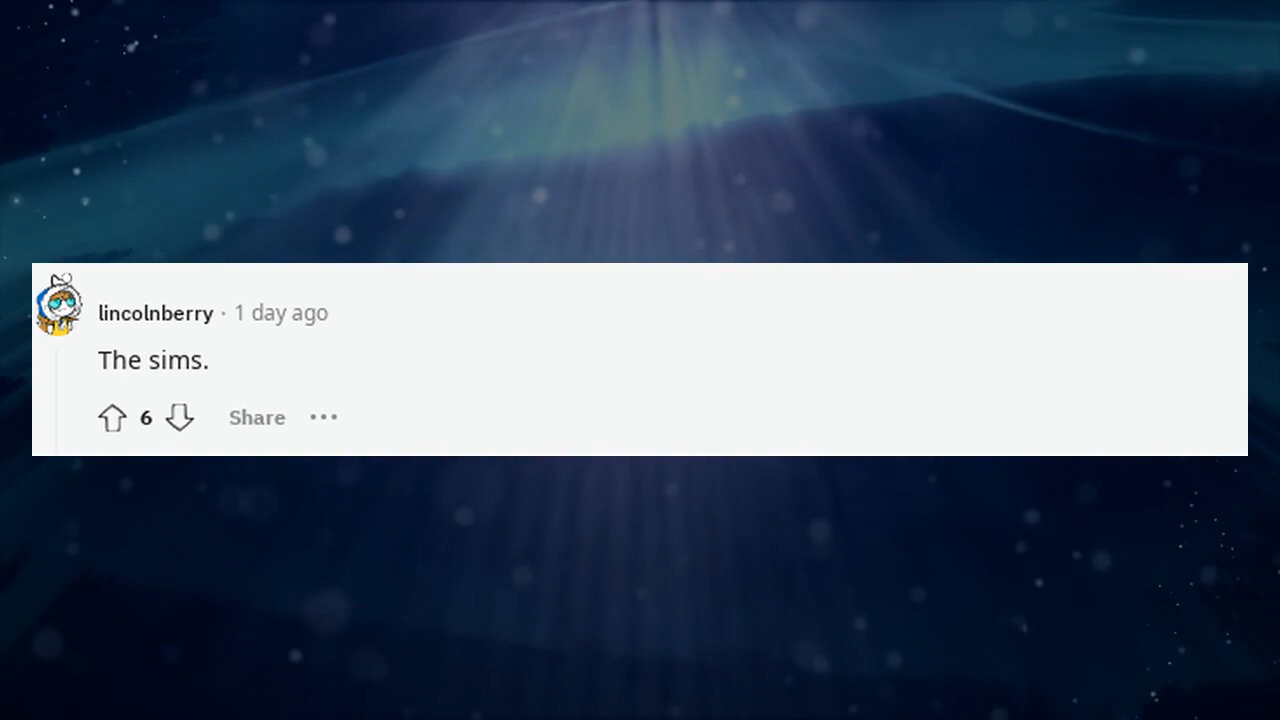 lincolnberry · 1 day ago
The sims.
6 Share •••